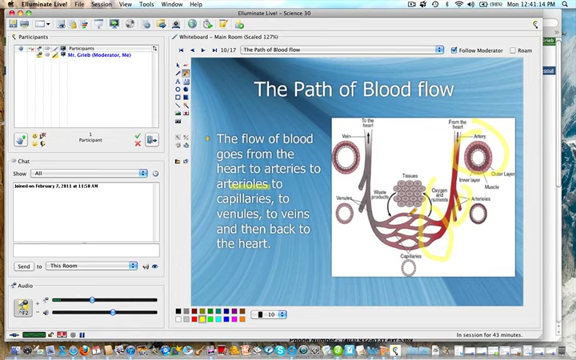 Elluminate Live! File Session View Tools Window Help
(98%) 12:41:14 PM
Elluminate Live! - Science 30
Participants
Whiteboard - Main Room (Scaled 127%)
10/17 The Path of Blood flow
Follow Moderator Roam
Participants
Mr. Grieb (Moderator, Me)
1
Participant
Chat
Show: All
Joined on February 7, 2011 at 11:58 AM
Send to This Room
Audio
The Path of Blood flow
The flow of blood
goes from the
heart to arteries to
arterioles to
capillaries, to
venules, to veins
and then back to
the heart.
To the
heart
From the
heart
Vein
Artery
Outer Layer
Inner layer
Muscle
Tissues
Waste
products
Oxygen
and
nutrients
Venules
Arterioles
Capillaries
10
In session for 43 minutes.